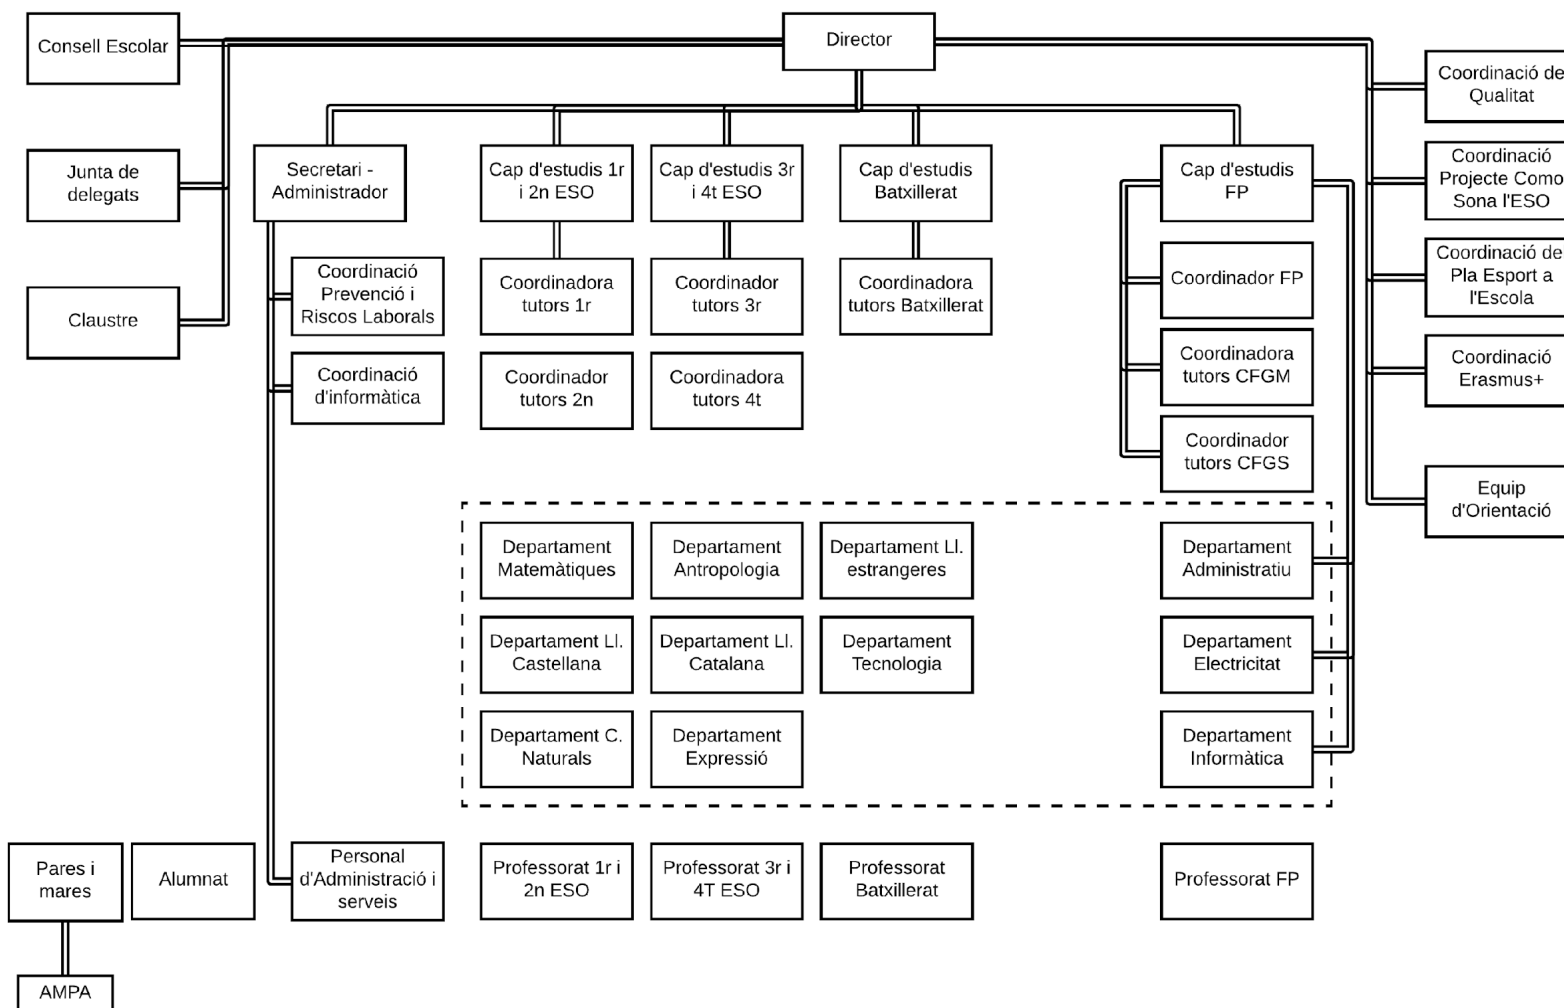 Consell Escolar
Director
Coordinació de
Qualitat
Junta de
delegats
Secretari -
Administrador
Cap d'estudis 1r
i 2n ESO
Cap d'estudis 3r
i 4t ESO
Cap d'estudis
Batxillerat
Cap d'estudis
FP
Coordinació
Projecte Como
Sona l'ESO
Claustre
Coordinació
Prevenció i
Riscos Laborals
Coordinadora
tutors 1r
Coordinador
tutors 3r
Coordinadora
tutors Batxillerat
Coordinador FP
Coordinació del
Pla Esport a
l'Escola
Coordinació
d'informàtica
Coordinador
tutors 2n
Coordinadora
tutors 4t
Coordinadora
tutors CFGM
Coordinació
Erasmus+
Coordinador
tutors CFGS
Equip
d'Orientació
Departament
Matemàtiques
Departament
Antropologia
Departament Ll.
estrangeres
Departament
Administratiu
Departament Ll.
Castellana
Departament Ll.
Catalana
Departament
Tecnologia
Departament
Electricitat
Departament C.
Naturals
Departament
Expressió
Departament
Informàtica
Pares i
mares
Alumnat
Personal
d'Administració i
serveis
Professorat 1r i
2n ESO
Professorat 3r i
4T ESO
Professorat
Batxillerat
Professorat FP
AMPA